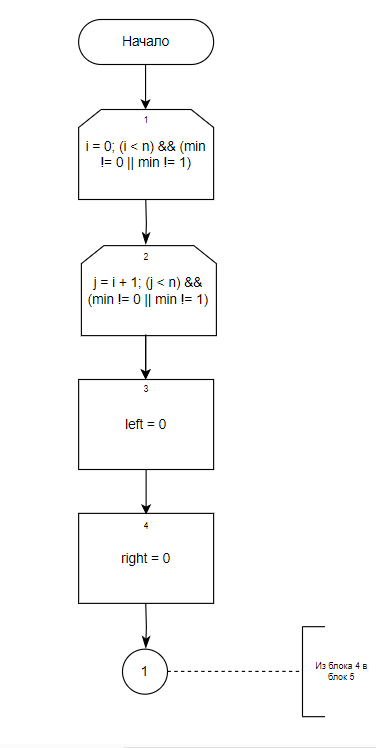 Начало
1
i = 0; (i < n) && (min
!= 0 || min != 1)
2
j = i + 1; (j < n) &&
(min != 0 || min != 1)
3
left = 0
4
right = 0
1
Из блока 4 в
блок 5